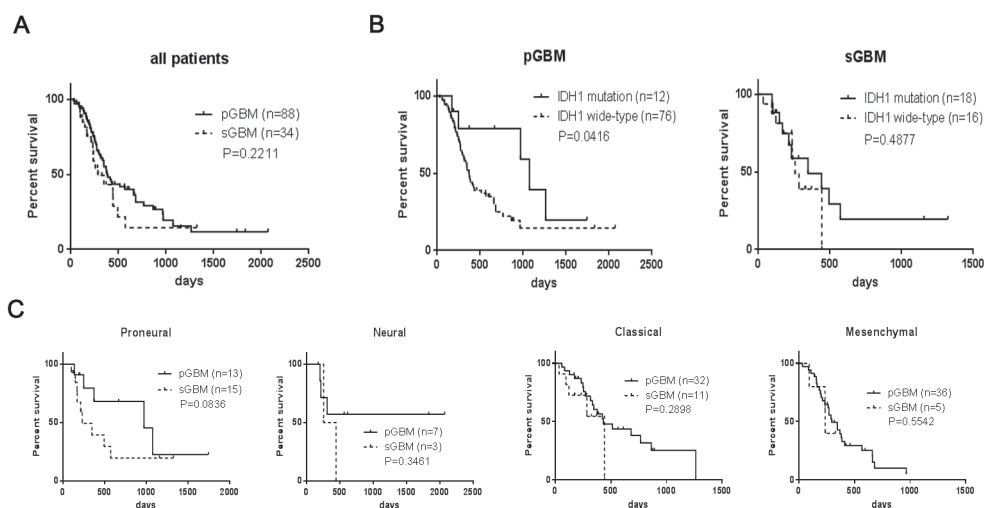 A
all patients
Percent survival
100
50
0
pGBM (n=88)
sGBM (n=34)
P=0.2211
0 500 1000 1500 2000 2500
days
B
pGBM
Percent survival
100
50
0
IDH1 mutation (n=12)
IDH1 wide-type (n=76)
P=0.0416
0 500 1000 1500 2000 2500
days
sGBM
Percent survival
100
50
0
IDH1 mutation (n=18)
IDH1 wide-type (n=16)
P=0.4877
0 500 1000 1500
days
C
Proneural
Percent survival
100
50
0
pGBM (n=13)
sGBM (n=15)
P=0.0836
0 500 1000 1500 2000
days
Neural
Percent survival
100
50
0
pGBM (n=7)
sGBM (n=3)
P=0.3461
0 500 1000 1500 2000 2500
days
Classical
Percent survival
100
50
0
pGBM (n=32)
sGBM (n=11)
P=0.2898
0 500 1000 1500
days
Mesenchymal
Percent survival
100
50
0
pGBM (n=36)
sGBM (n=5)
P=0.5542
0 500 1000 1500
days